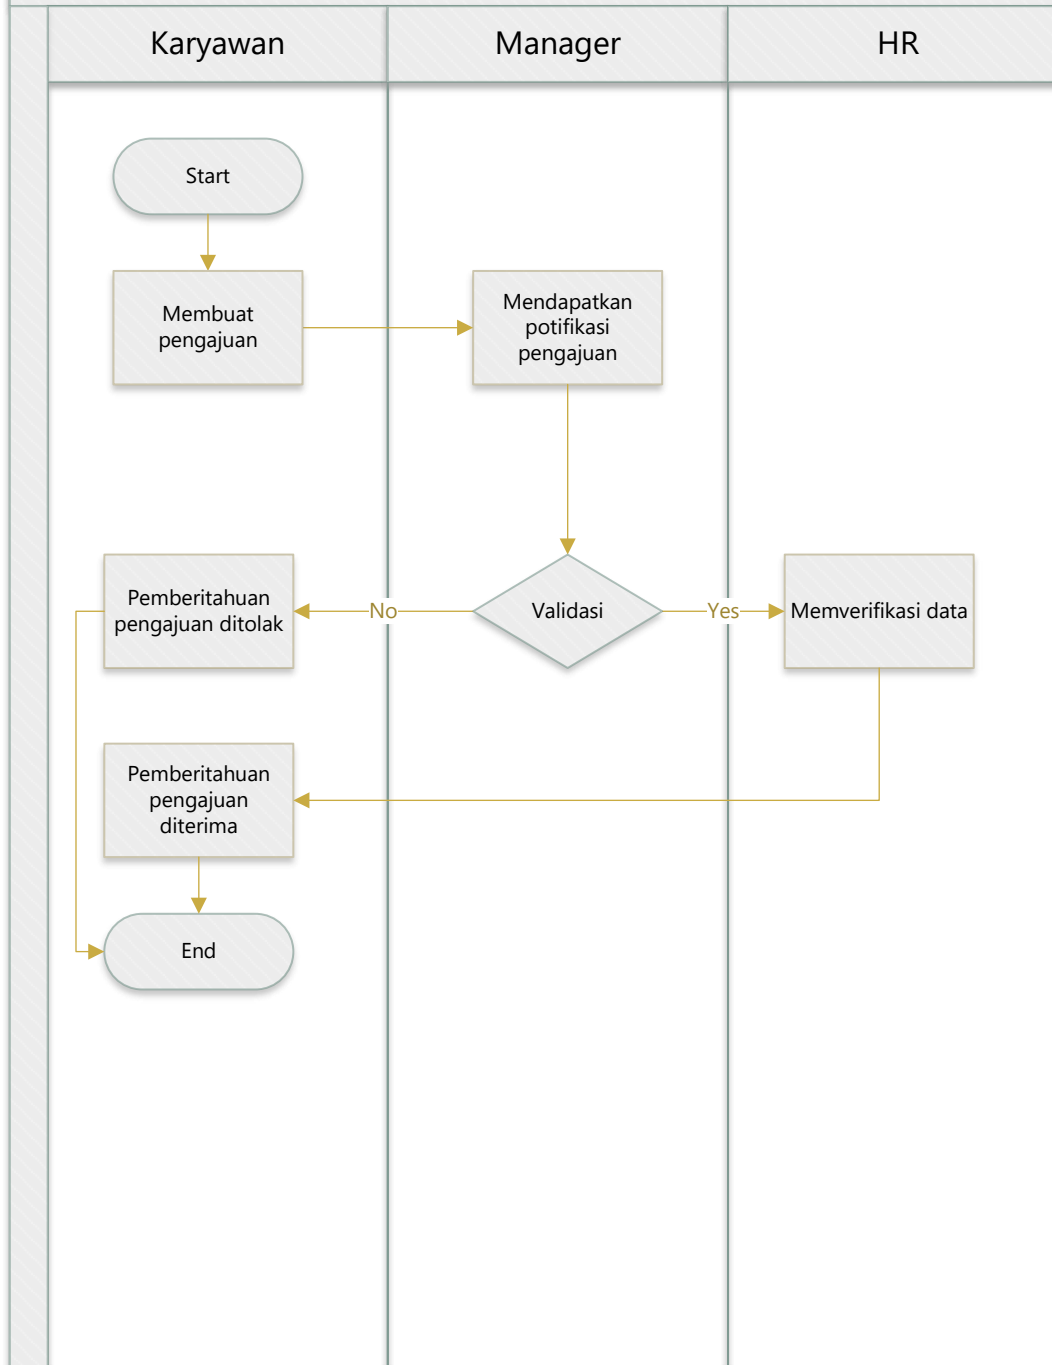 Karyawan
Manager
HR
Start
Membuat
pengajuan
Mendapatkan
potifikasi
pengajuan
Pemberitahuan
pengajuan ditolak
No
Validasi
Yes
Memverifikasi data
Pemberitahuan
pengajuan
diterima
End